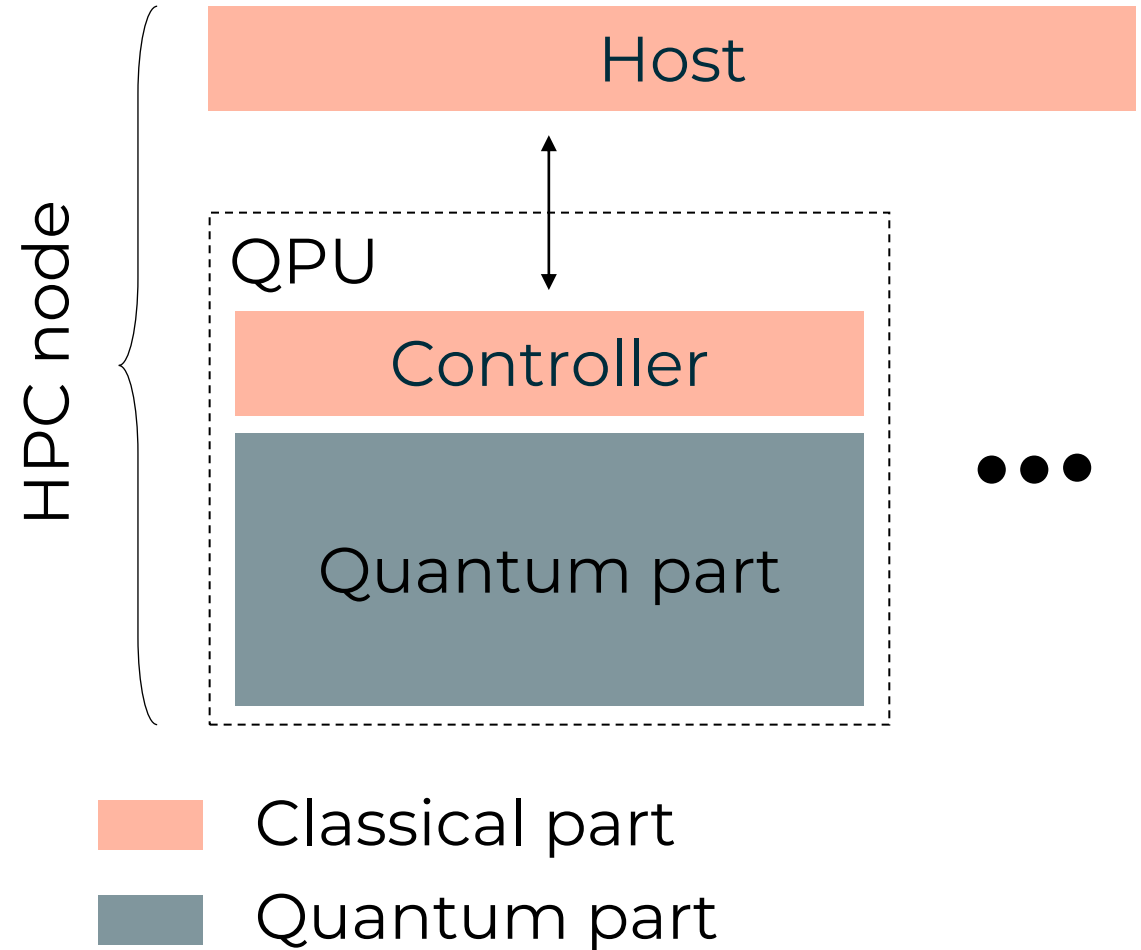 Host
HPC node
QPU
Controller
Quantum part
Classical part
Quantum part